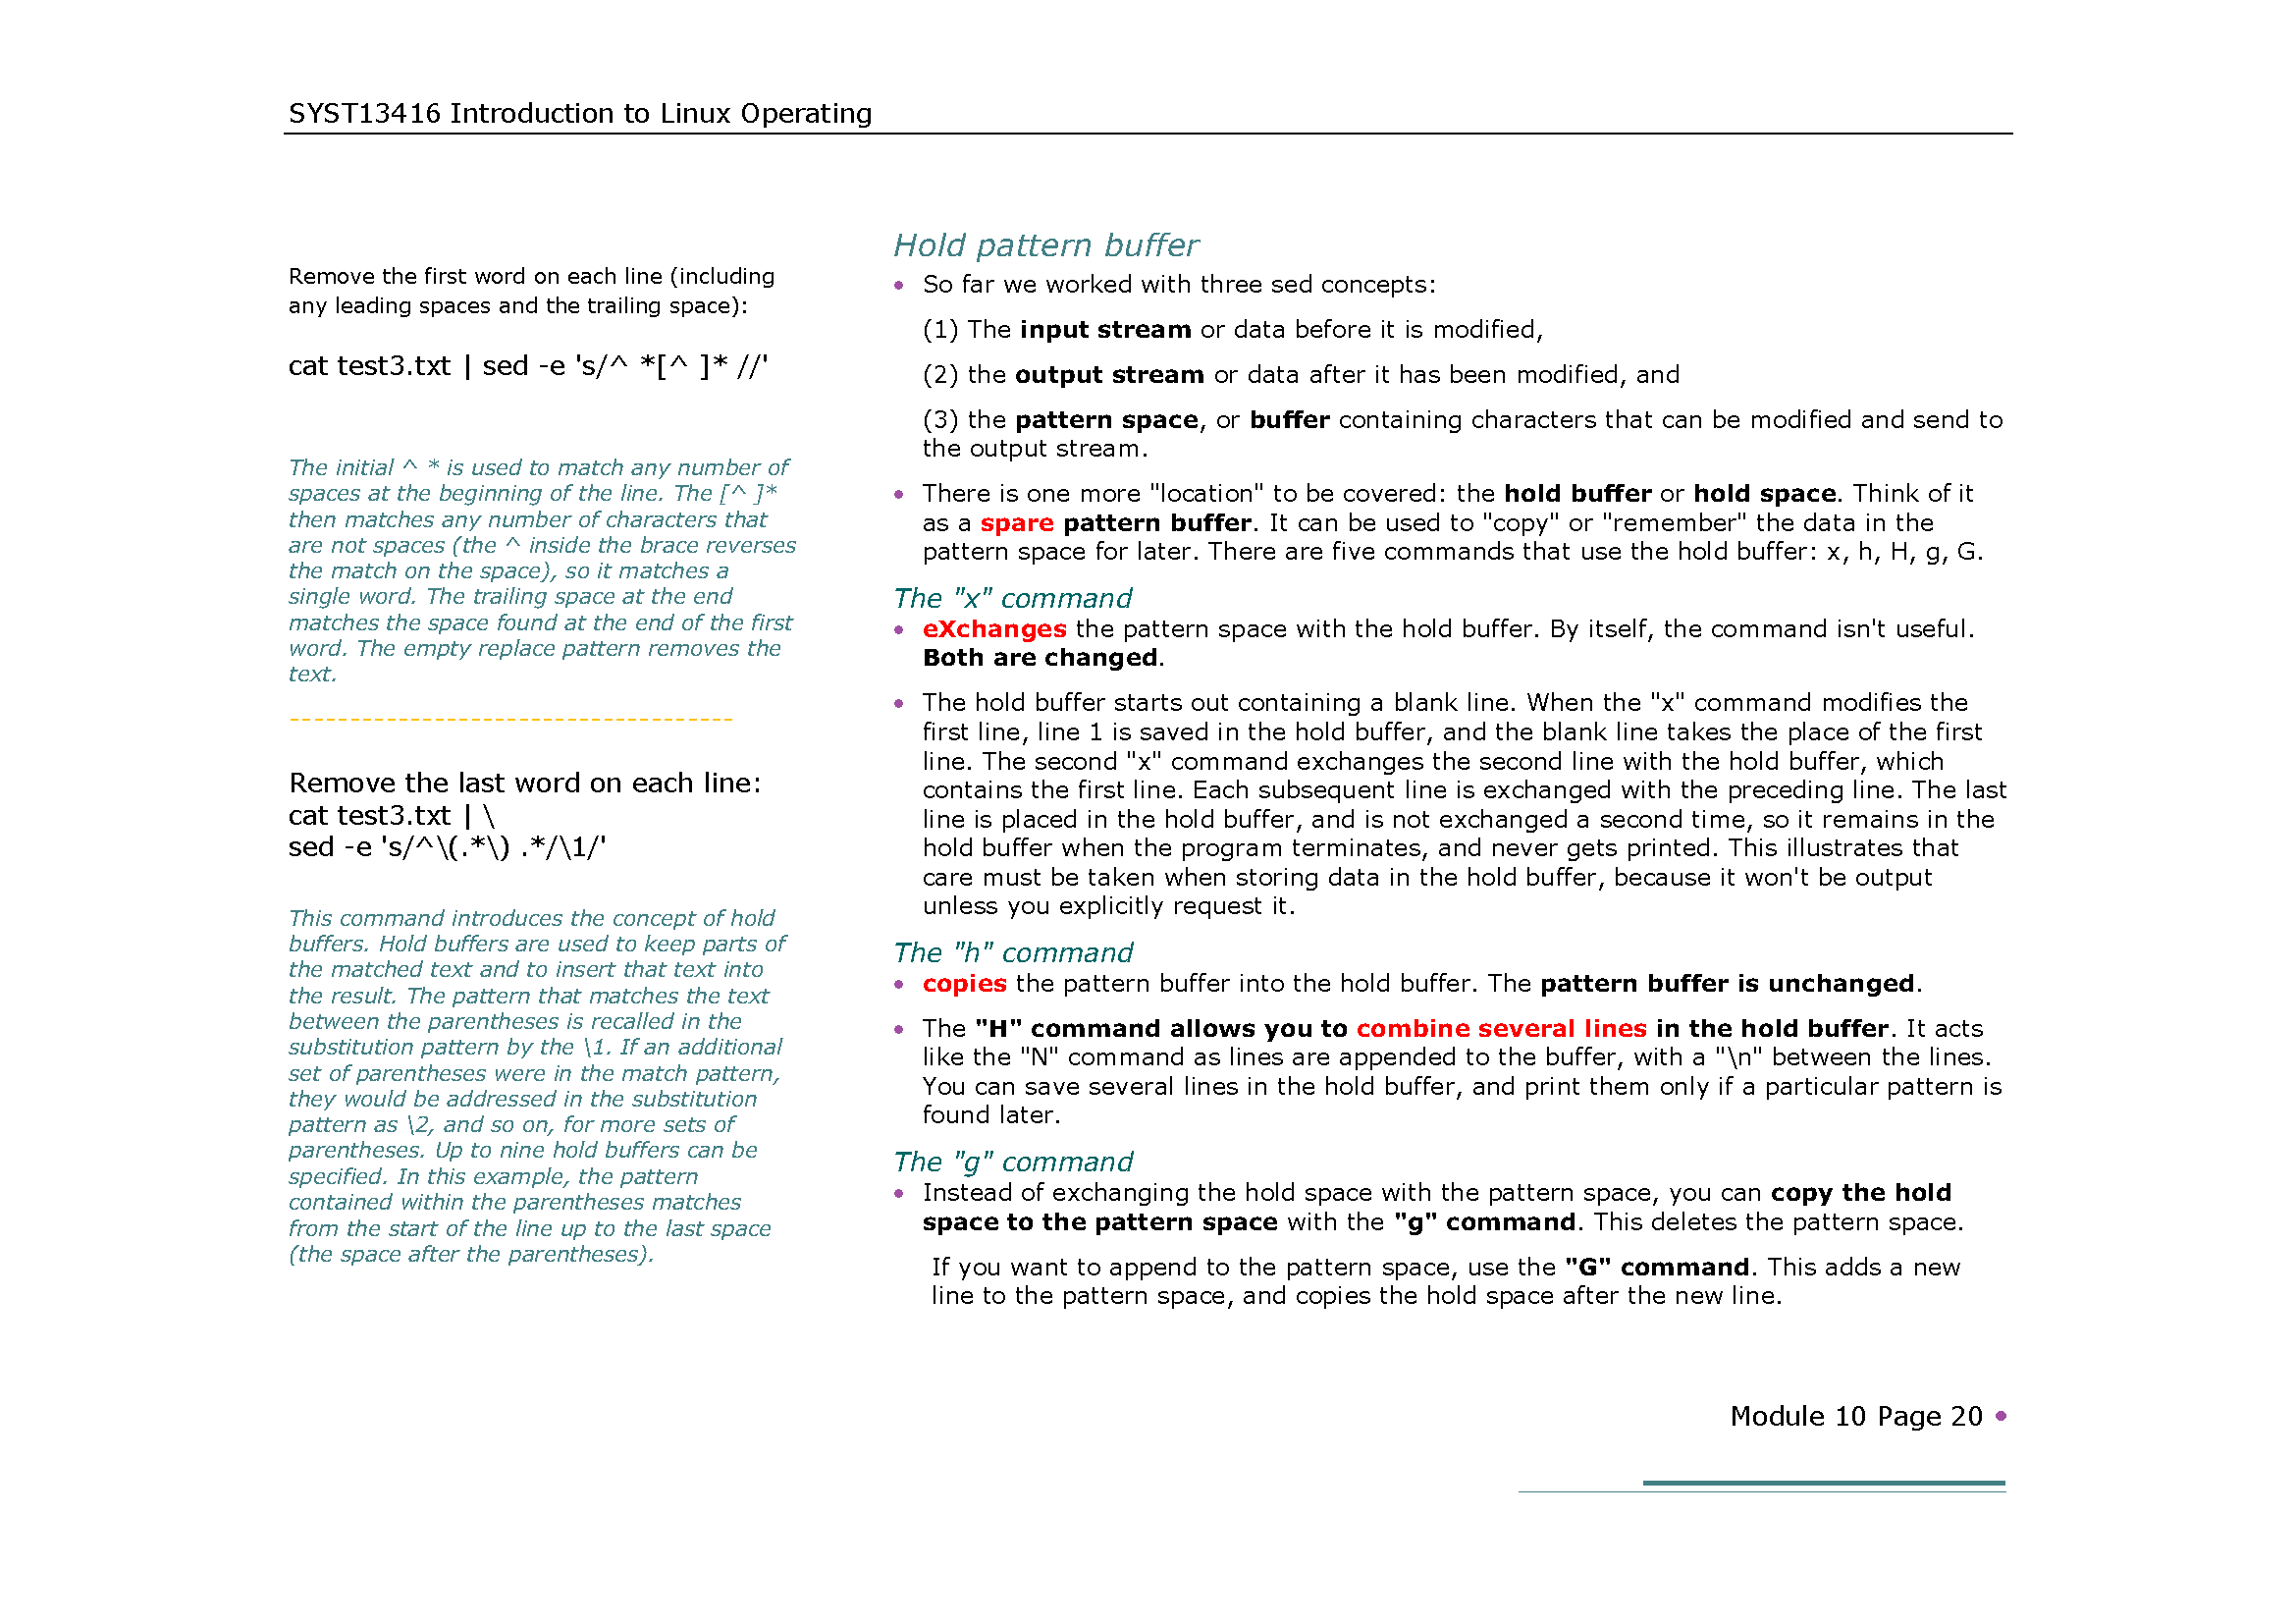 SYST13416 Introduction to Linux Operating
Remove the first word on each line (including
any leading spaces and the trailing space):
cat test3.txt | sed -e 's/^ *[^ ]* //'
The initial ^ * is used to match any number of
spaces at the beginning of the line. The [^ ]*
then matches any number of characters that
are not spaces (the ^ inside the brace reverses
the match on the space), so it matches a
single word. The trailing space at the end
matches the space found at the end of the first
word. The empty replace pattern removes the
text.
-------------------------------------
Remove the last word on each line:
cat test3.txt | \
sed -e 's/^\(.*\) .*/\1/'
This command introduces the concept of hold
buffers. Hold buffers are used to keep parts of
the matched text and to insert that text into
the result. The pattern that matches the text
between the parentheses is recalled in the
substitution pattern by the \1. If an additional
set of parentheses were in the match pattern,
they would be addressed in the substitution
pattern as \2, and so on, for more sets of
parentheses. Up to nine hold buffers can be
specified. In this example, the pattern
contained within the parentheses matches
from the start of the line up to the last space
(the space after the parentheses).
Hold pattern buffer
• So far we worked with three sed concepts:
(1) The input stream or data before it is modified,
(2) the output stream or data after it has been modified, and
(3) the pattern space, or buffer containing characters that can be modified and send to
the output stream.
• There is one more "location" to be covered: the hold buffer or hold space. Think of it
as a spare pattern buffer. It can be used to "copy" or "remember" the data in the
pattern space for later. There are five commands that use the hold buffer: x, h, H, g, G.
The "x" command
• eXchanges the pattern space with the hold buffer. By itself, the command isn't useful.
Both are changed.
• The hold buffer starts out containing a blank line. When the "x" command modifies the
first line, line 1 is saved in the hold buffer, and the blank line takes the place of the first
line. The second "x" command exchanges the second line with the hold buffer, which
contains the first line. Each subsequent line is exchanged with the preceding line. The last
line is placed in the hold buffer, and is not exchanged a second time, so it remains in the
hold buffer when the program terminates, and never gets printed. This illustrates that
care must be taken when storing data in the hold buffer, because it won't be output
unless you explicitly request it.
The "h" command
• copies the pattern buffer into the hold buffer. The pattern buffer is unchanged.
• The "H" command allows you to combine several lines in the hold buffer. It acts
like the "N" command as lines are appended to the buffer, with a "\n" between the lines.
You can save several lines in the hold buffer, and print them only if a particular pattern is
found later.
The "g" command
• Instead of exchanging the hold space with the pattern space, you can copy the hold
space to the pattern space with the "g" command. This deletes the pattern space.
If you want to append to the pattern space, use the "G" command. This adds a new
line to the pattern space, and copies the hold space after the new line.
Module 10 Page 20 •